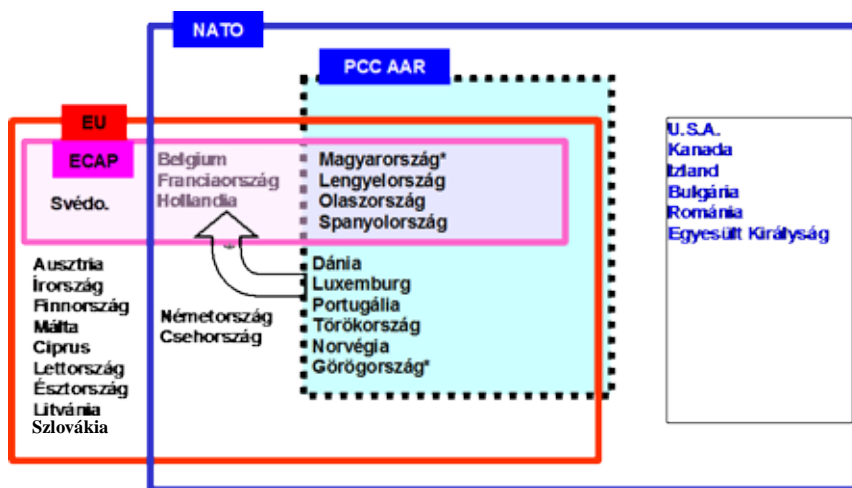 NATO
PCC AAR
EU
ECAP
Svédo.
Belgium
Franciaország
Hollandia
Magyarország*
Lengyelország
Olaszország
Spanyolország
Ausztria
Írország
Finnország
Málta
Ciprus
Lettország
Észtország
Litvánia
Szlovákia
Németország
Csehország
Dánia
Luxemburg
Portugália
Törökország
Norvégia
Görögország*
U.S.A.
Kanada
Izland
Bulgária
Románia
Egyesült Királyság